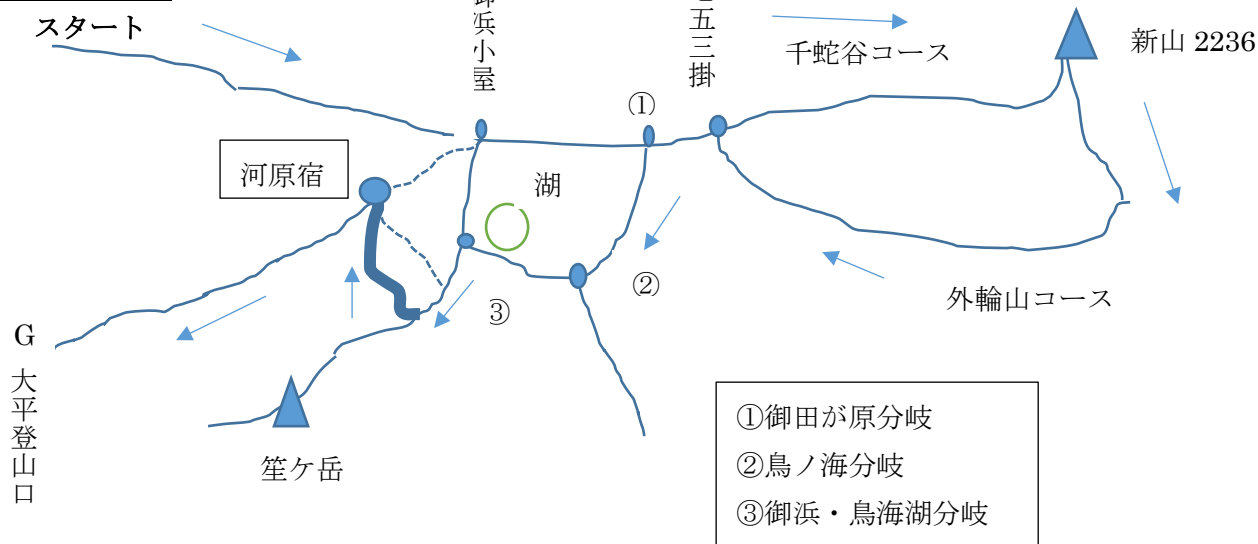 スタート
浜小屋
五三掛
千蛇谷コース
新山 2236
①
河原宿
湖
②
③
外輪山コース
G
大平登山口
笙ケ岳
①御田が原分岐
②鳥ノ海分岐
③御浜・鳥海湖分岐